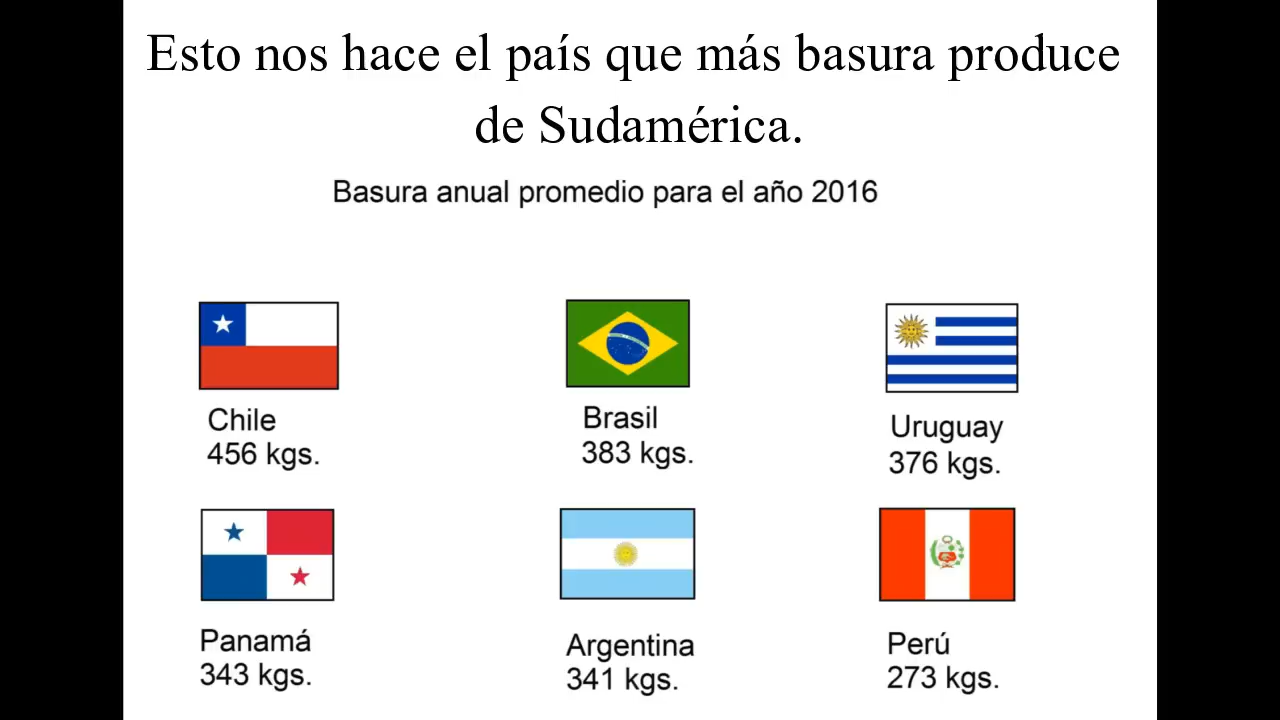 Esto nos hace el país que más basura produce
de Sudamérica.
Basura anual promedio para el año 2016
Chile
456 kgs.
Brasil
383 kgs.
Uruguay
376 kgs.
Panamá
343 kgs.
Argentina
341 kgs.
Perú
273 kgs.